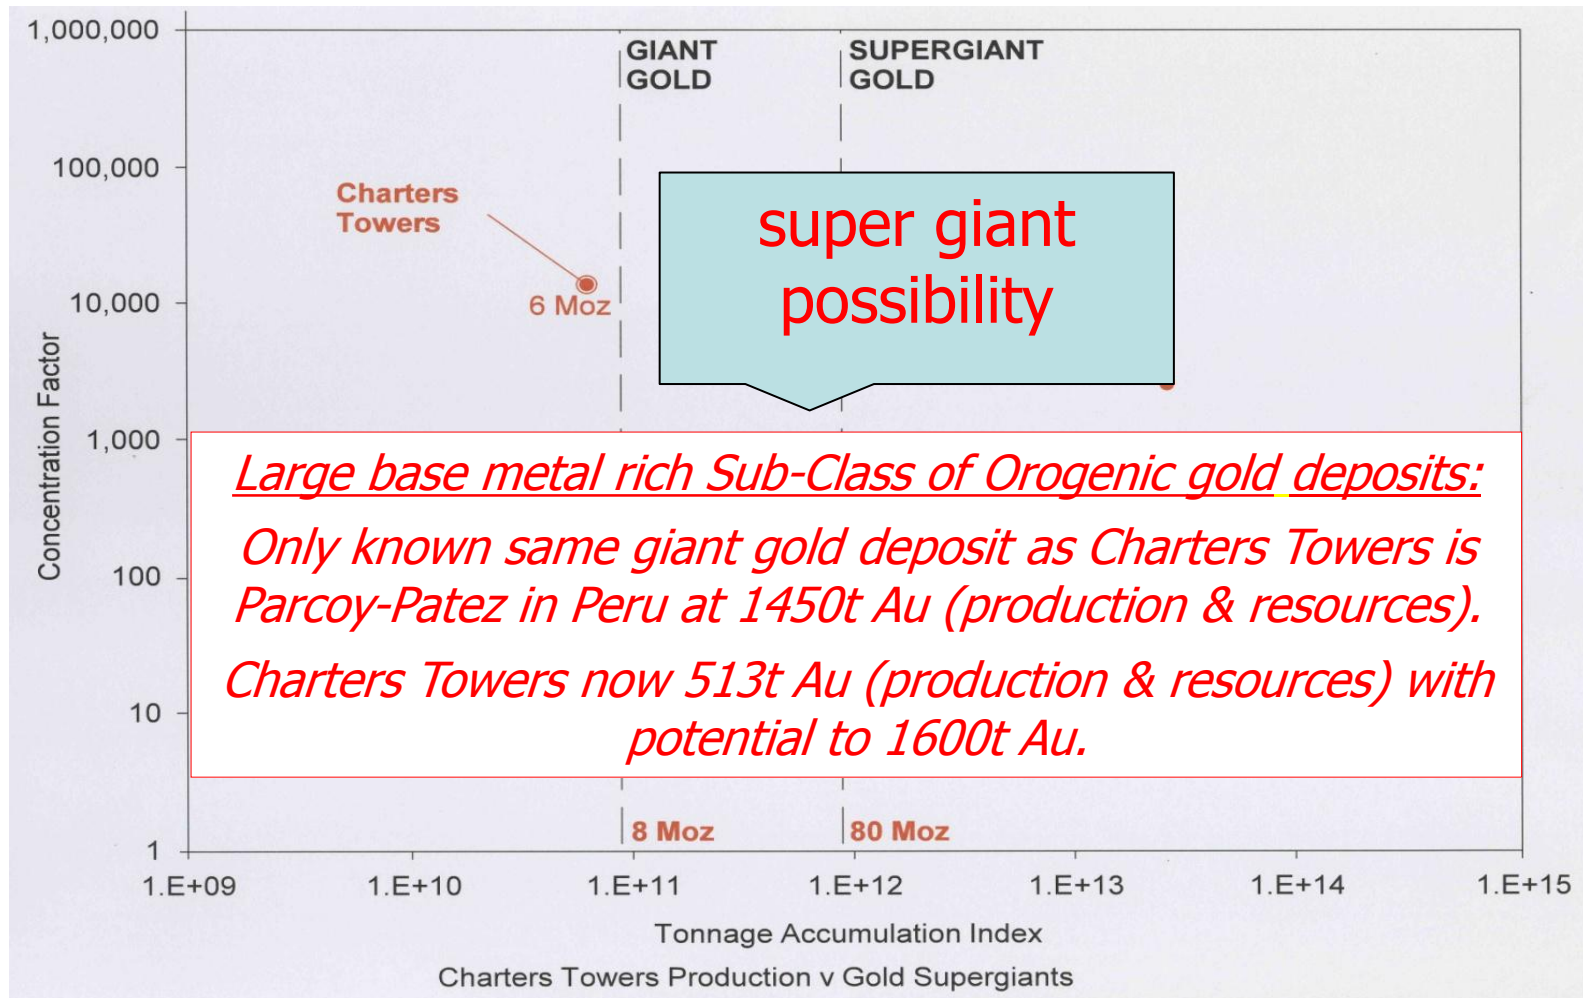 1,000,000
GIANT
GOLD
SUPERGIANT
GOLD
100,000
Charters
Towers
super giant
possibility
10,000
6 Moz
Concentration Factor
1,000
Large base metal rich Sub-Class of Orogenic gold deposits:
Only known same giant gold deposit as Charters Towers is
Parcoy-Patez in Peru at 1450t Au (production & resources).
Charters Towers now 513t Au (production & resources) with
potential to 1600t Au.
100
10
8 Moz
80 Moz
1
1.E+09
1.E+10
1.E+11
1.E+12
1.E+13
1.E+14
1.E+15
Tonnage Accumulation Index
Charters Towers Production v Gold Supergiants